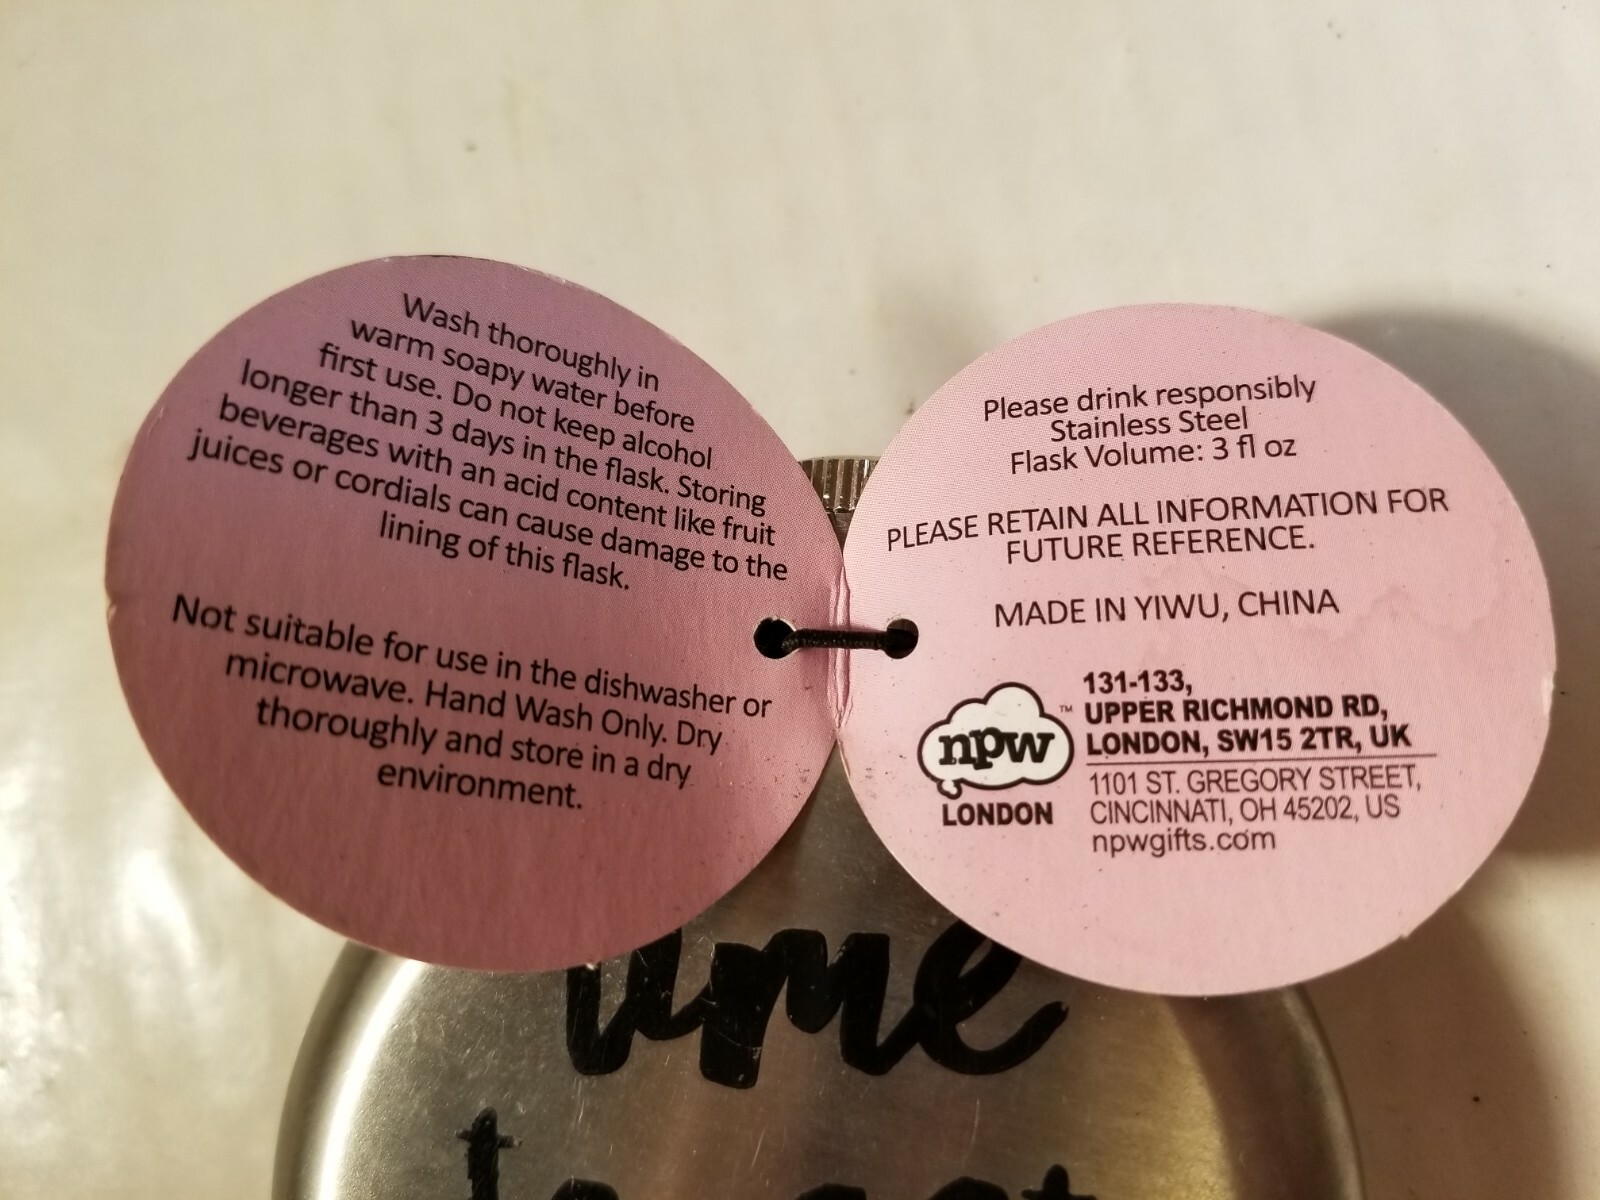 Wash thoroughly in
warm soapy water before
first use. Do not keep alcohol
longer than 3 days in the flask. Storing
beverages with an acid content like fruit
juices or cordials can cause damage to the
lining of this flask.
Not suitable for use in the dishwasher or
microwave. Hand Wash Only. Dry
thoroughly and store in a dry
environment.
Please drink responsibly
Stainless Steel
Flask Volume: 3 fl oz
PLEASE RETAIN ALL INFORMATION FOR
FUTURE REFERENCE.
MADE IN YIWU, CHINA
npw™
LONDON
131-133,
UPPER RICHMOND RD,
LONDON, SW15 2TR, UK
1101 ST. GREGORY STREET,
CINCINNATI, OH 45202, US
npwgifts.com
time